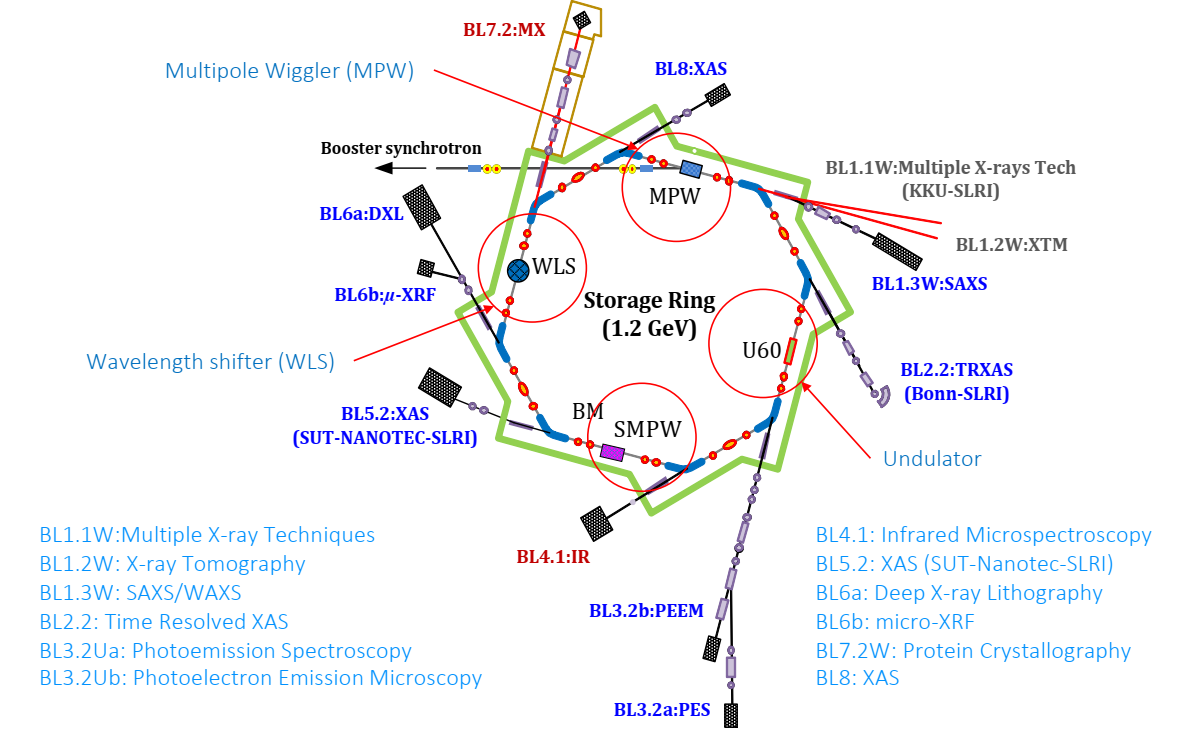 BL7.2:MX
Multipole Wiggler (MPW)
BL8:XAS
Booster synchrotron
BL1.1W:Multiple X-rays Tech
(KKU-SLRI)
MPW
BL6a:DXL
BL1.2W:XTM
WLS
BL1.3W:SAXS
BL6b:μ-XRF
Storage Ring
(1.2 GeV)
U60
Wavelength shifter (WLS)
BL2.2:TRXAS
(Bonn-SLRI)
BL5.2:XAS
(SUT-NANOTEC-SLRI)
BM
SMPW
Undulator
BL4.1:IR
BL3.2b:PEEM
BL3.2a:PES
BL1.1W:Multiple X-ray Techniques
BL1.2W: X-ray Tomography
BL1.3W: SAXS/WAXS
BL2.2: Time Resolved XAS
BL3.2Ua: Photoemission Spectroscopy
BL3.2Ub: Photoelectron Emission Microscopy
BL4.1: Infrared Microspectroscopy
BL5.2: XAS (SUT-Nanotec-SLRI)
BL6a: Deep X-ray Lithography
BL6b: micro-XRF
BL7.2W: Protein Crystallography
BL8: XAS